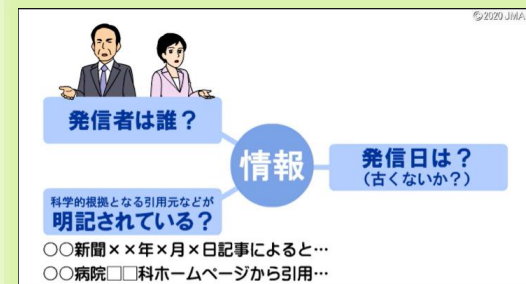 ©2020 JMA
発信者は誰？
情報
発信日は？
（古くないか？）
科学的根拠となる引用元などが
明記されている？
○○新聞××年×月×日記事によると…
○○病院□□科ホームページから引用…